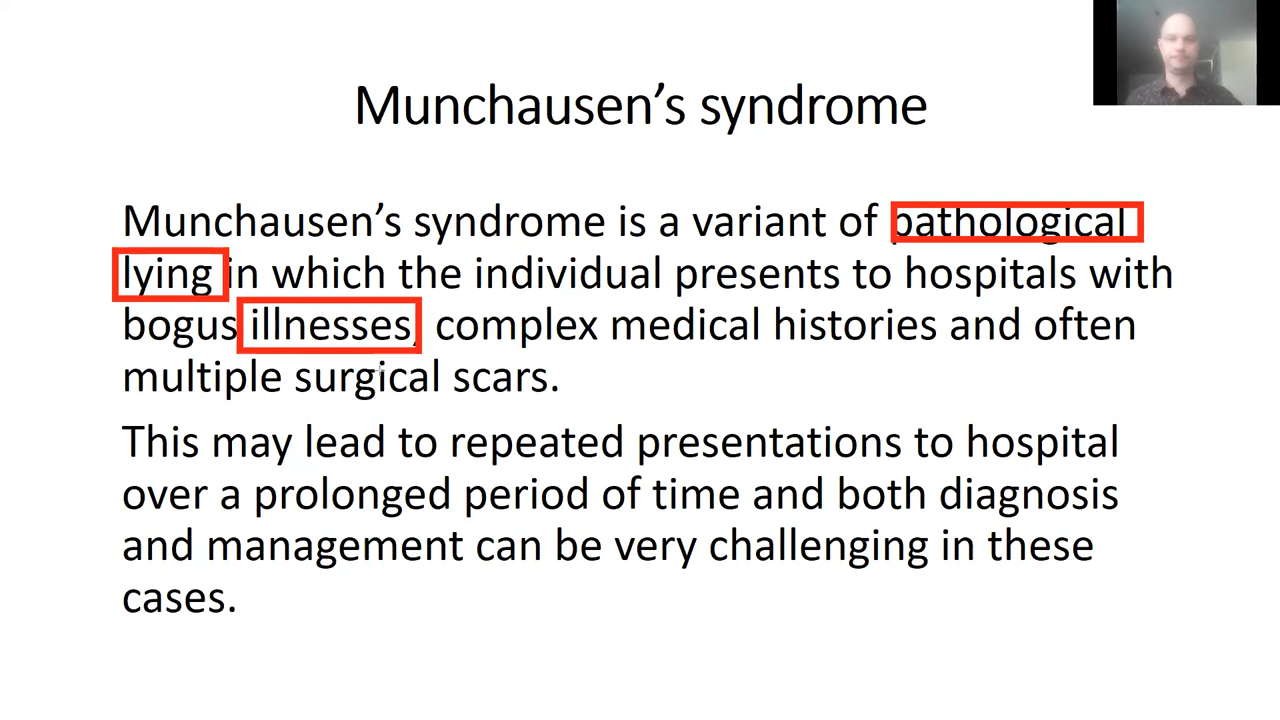 Munchausen’s syndrome
Munchausen’s syndrome is a variant of pathological
lying in which the individual presents to hospitals with
bogus illnesses, complex medical histories and often
multiple surgical scars.
This may lead to repeated presentations to hospital
over a prolonged period of time and both diagnosis
and management can be very challenging in these
cases.